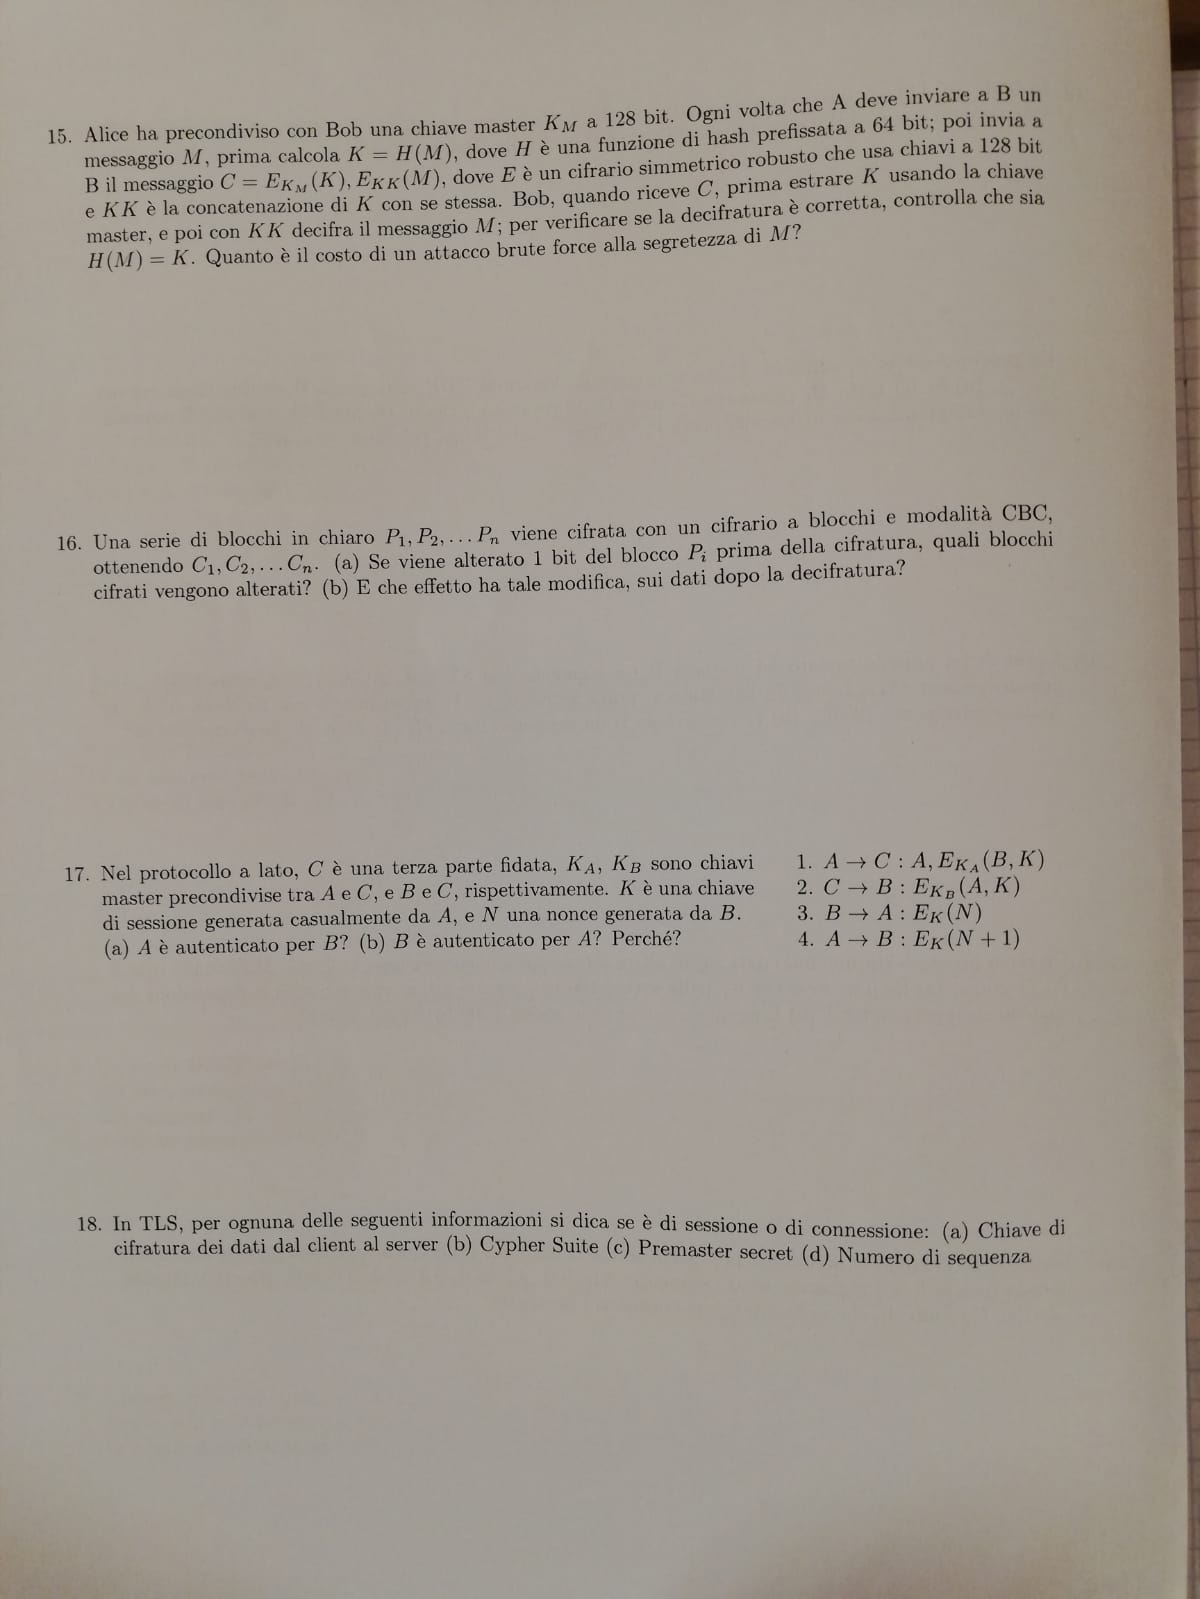 15. Alice ha precondiviso con Bob una chiave master K_M a 128 bit. Ogni volta che A deve inviare a B un
messaggio M, prima calcola K = H(M), dove H è una funzione di hash prefissata a 64 bit; poi invia a
B il messaggio C = E_{K_M}(K), E_{KK}(M), dove E è un cifrario simmetrico robusto che usa chiavi a 128 bit
e KK è la concatenazione di K con se stessa. Bob, quando riceve C, prima estrare K usando la chiave
master, e poi con KK decifra il messaggio M; per verificare se la decifratura è corretta, controlla che sia
H(M) = K. Quanto è il costo di un attacco brute force alla segretezza di M?
16. Una serie di blocchi in chiaro P_1, P_2, ... P_n viene cifrata con un cifrario a blocchi e modalità CBC,
ottenendo C_1, C_2, ... C_n. (a) Se viene alterato 1 bit del blocco P_i prima della cifratura, quali blocchi
cifrati vengono alterati? (b) E che effetto ha tale modifica, sui dati dopo la decifratura?
17. Nel protocollo a lato, C è una terza parte fidata, K_A, K_B sono chiavi
master precondivise tra A e C, e B e C, rispettivamente. K è una chiave
di sessione generata casualmente da A, e N una nonce generata da B.
(a) A è autenticato per B? (b) B è autenticato per A? Perché?
1. A → C : A, E_{K_A}(B, K)
2. C → B : E_{K_B}(A, K)
3. B → A : E_K(N)
4. A → B : E_K(N + 1)
18. In TLS, per ognuna delle seguenti informazioni si dica se è di sessione o di connessione: (a) Chiave di
cifratura dei dati dal client al server (b) Cypher Suite (c) Premaster secret (d) Numero di sequenza